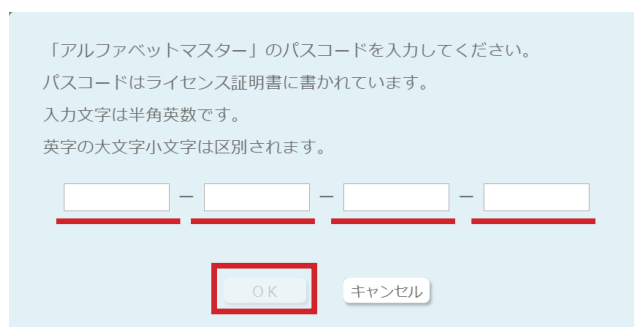 「アルファベットマスター」のパスコードを入力してください。
パスコードはライセンス証明書に書かれています。
入力文字は半角英数です。
英字の大文字小文字は区別されます。
－ － －
OK キャンセル